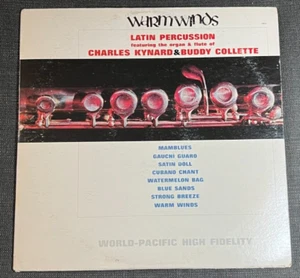 WARM WINDS
LATIN PERCUSSION
featuring the organ & flute of
CHARLES KYNARD & BUDDY COLLETTE
MAMBLUES
GAUCHI GUARO
SATIN DOLL
CUBANO CHANT
WATERMELON BAG
BLUE SANDS
STRONG BREEZE
WARM WINDS
WORLD-PACIFIC HIGH FIDELITY